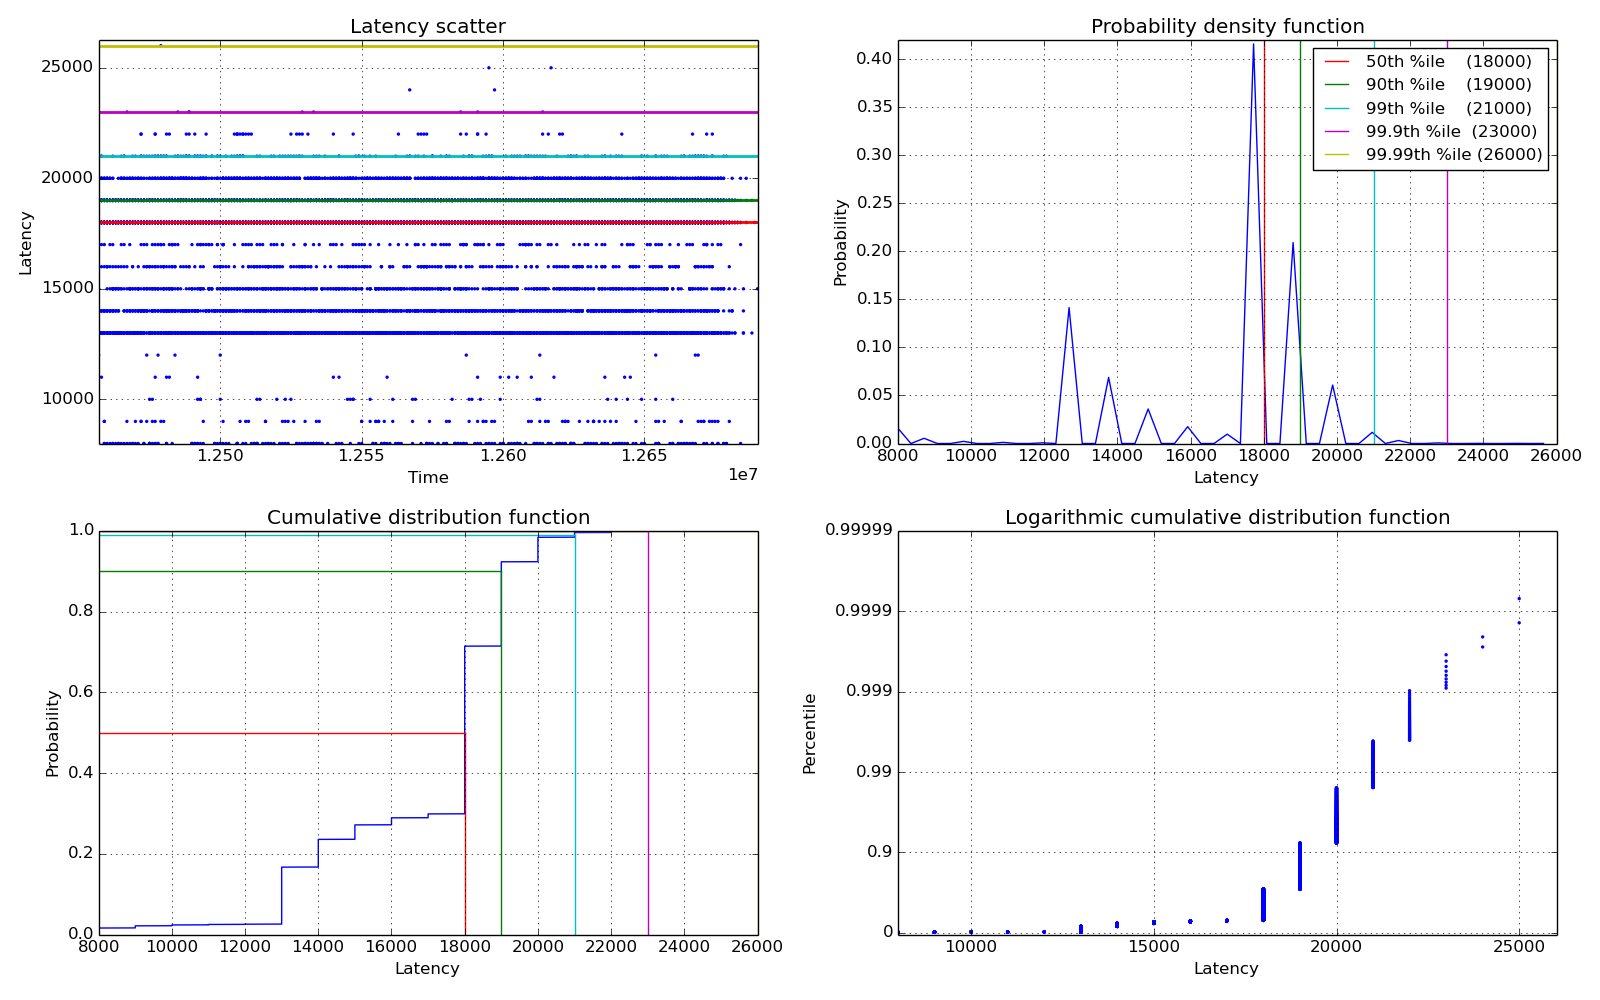 Latency scatter
25000
20000
15000
10000
Latency
1.250 1.255 1.260 1.265
1e7
Time
Probability density function
0.40
0.35
0.30
0.25
0.20
0.15
0.10
0.05
0.00
Probability
50th %ile (18000)
90th %ile (19000)
99th %ile (21000)
99.9th %ile (23000)
99.99th %ile (26000)
8000 10000 12000 14000 16000 18000 20000 22000 24000 26000
Latency
Cumulative distribution function
1.0
0.8
0.6
0.4
0.2
0.0
Probability
8000 10000 12000 14000 16000 18000 20000 22000 24000 26000
Latency
Logarithmic cumulative distribution function
0.99999
0.9999
0.999
0.99
0.9
0
Percentile
10000 15000 20000 25000
Latency